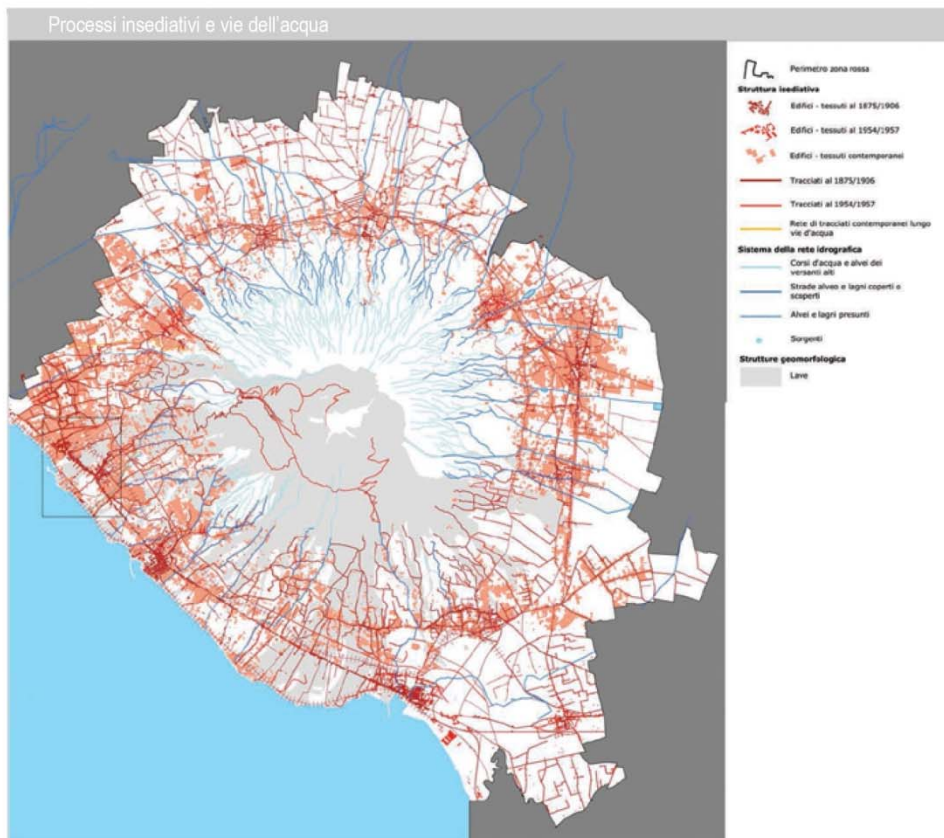 Processi insediativi e vie dell'acqua
Perimetro zona rossa
Struttura isediativa
Edifici - tessuti al 1875/1906
Edifici - tessuti al 1954/1957
Edifici - tessuti contemporanei
Tracciati al 1875/1906
Tracciati al 1954/1957
Rete di tracciati contemporanei lungo
vie d'acqua
Sistema della rete idrografica
Corsi d'acqua e alvei dei
versanti alti
Strade alveo e lagni coperti o
scoperti
Alvei e lagni presunti
Sorgenti
Strutture geomorfologica
Lave